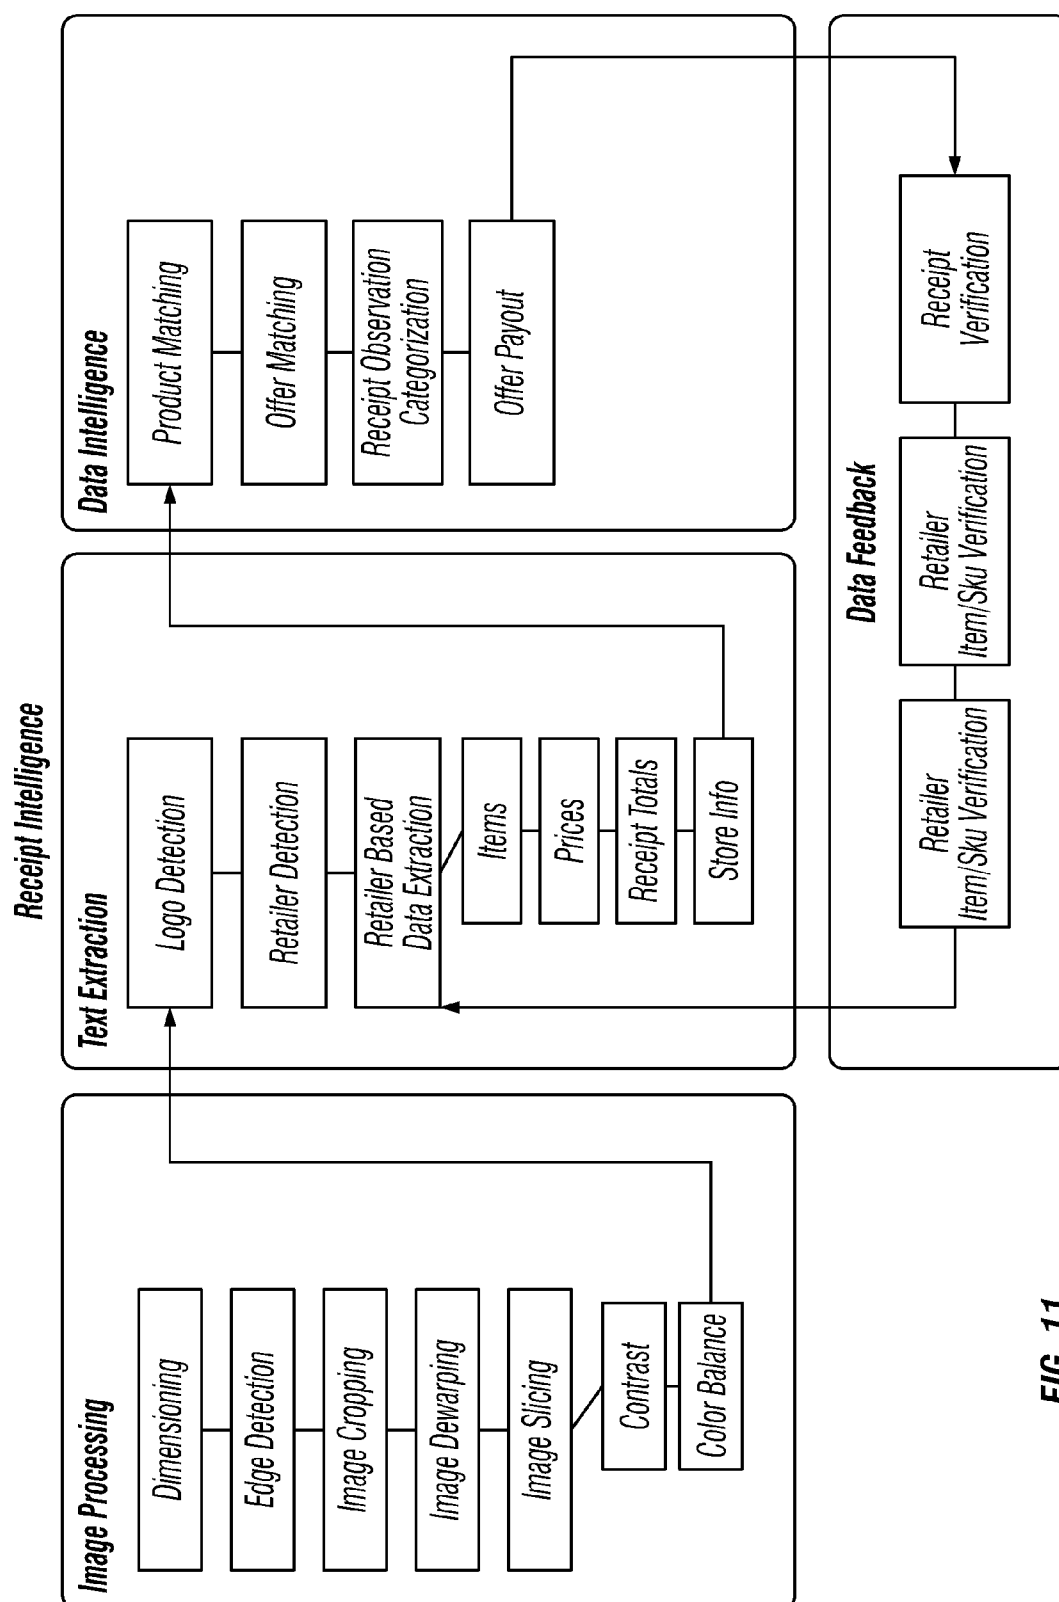 Receipt Intelligence
Image Processing
Dimensioning
Edge Detection
Image Cropping
Image Dewarping
Image Slicing
Contrast
Color Balance
Text Extraction
Logo Detection
Retailer Detection
Retailer Based
Data Extraction
Items
Prices
Receipt Totals
Store Info
Data Intelligence
Product Matching
Offer Matching
Receipt Observation
Categorization
Offer Payout
Data Feedback
Retailer
Item/Sku Verification
Retailer
Item/Sku Verification
Receipt
Verification
FIG. 11